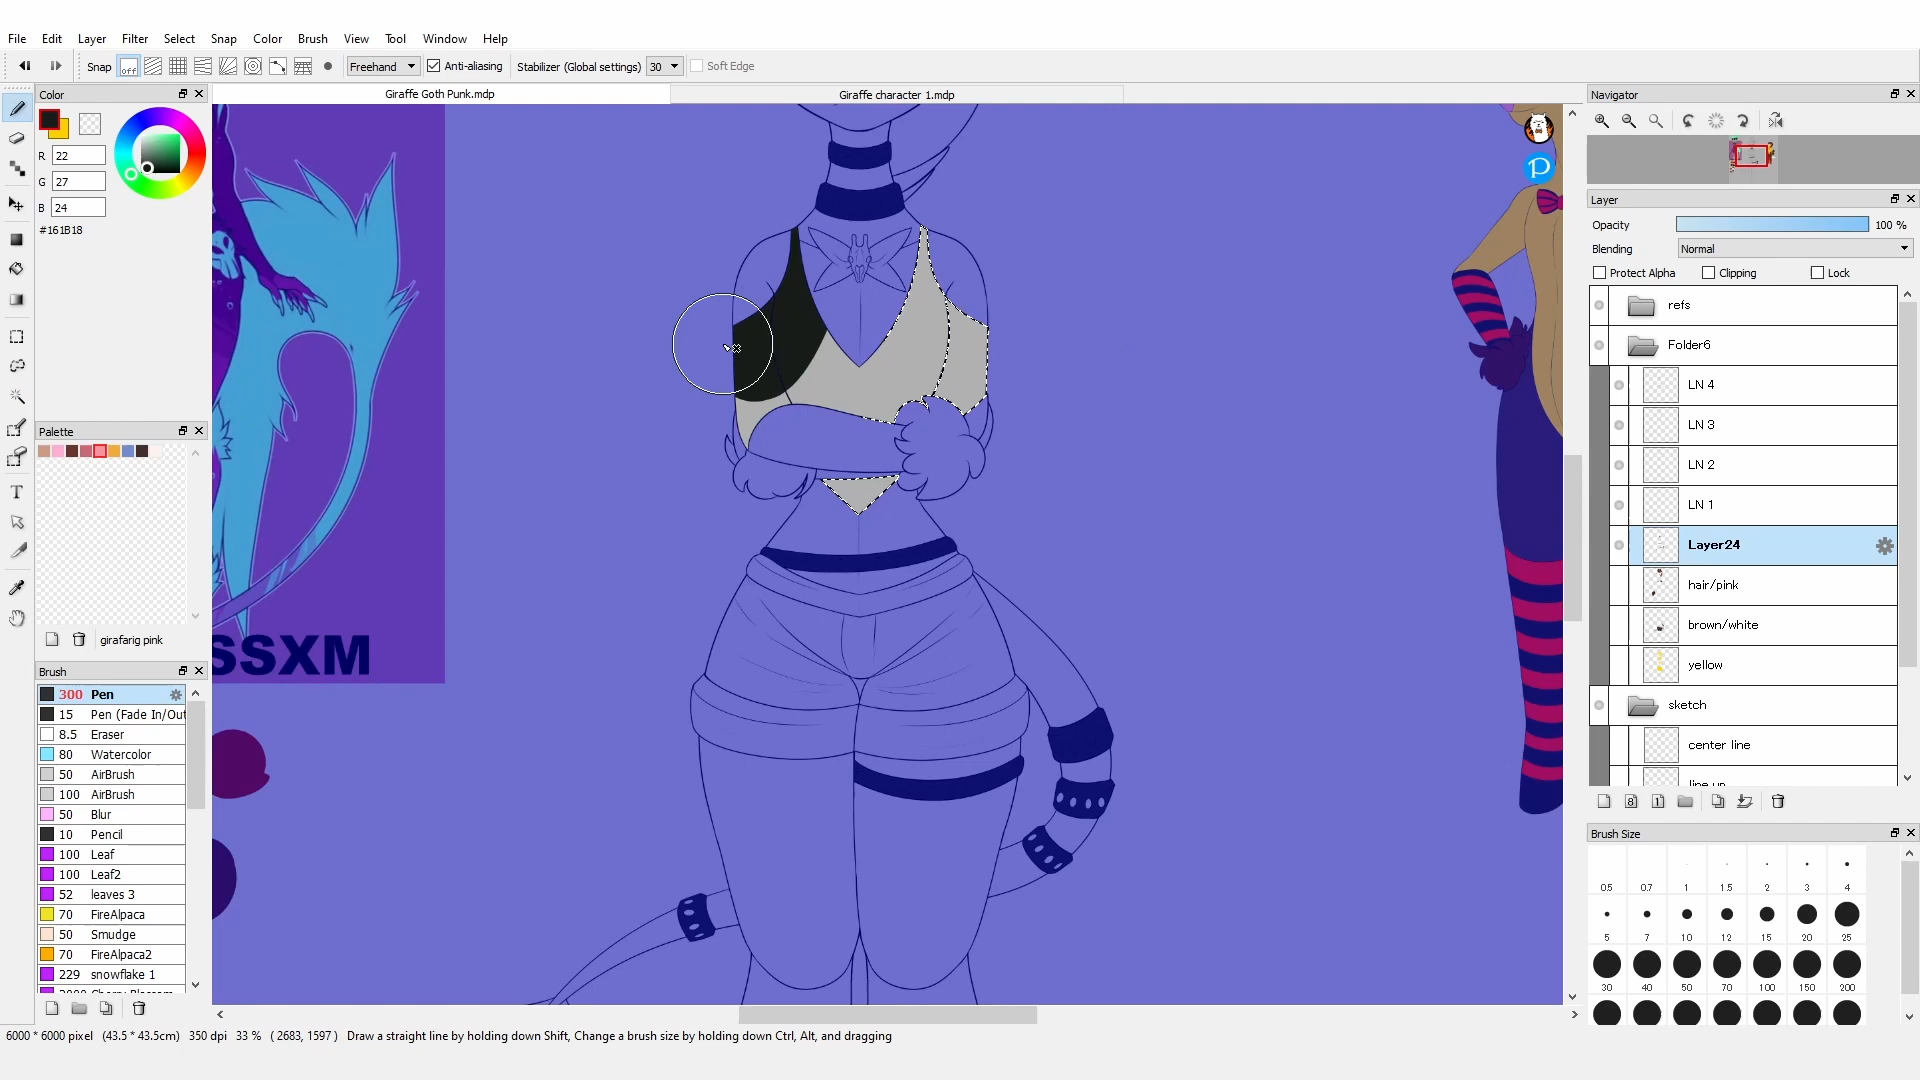 File Edit Layer Filter Select Snap Color Brush View Tool Window Help
Snap off Freehand Anti-aliasing Stabilizer (Global settings) 30 Soft Edge
Color
Giraffe Goth Punk.mdp
Giraffe character 1.mdp
Navigator
R 22
G 27
B 24
#161B18
Layer
Opacity 100 %
Blending Normal
Protect Alpha Clipping Lock
refs
Folder6
LN 4
LN 3
LN 2
LN 1
Layer24
hair/pink
brown/white
yellow
sketch
center line
line up
Palette
girafarig pink
Brush
300 Pen
15 Pen (Fade In/Out
8.5 Eraser
80 Watercolor
50 AirBrush
100 AirBrush
50 Blur
10 Pencil
100 Leaf
100 Leaf2
52 leaves 3
70 FireAlpaca
50 Smudge
70 FireAlpaca2
229 snowflake 1
SSXM
P
8
1
T
Brush Size
0.5 0.7 1 1.5 2 3 4
5 7 10 12 15 20 25
30 40 50 70 100 150 200
6000 * 6000 pixel (43.5 * 43.5cm) 350 dpi 33 % ( 2683, 1597 ) Draw a straight line by holding down Shift, Change a brush size by holding down Ctrl, Alt, and dragging